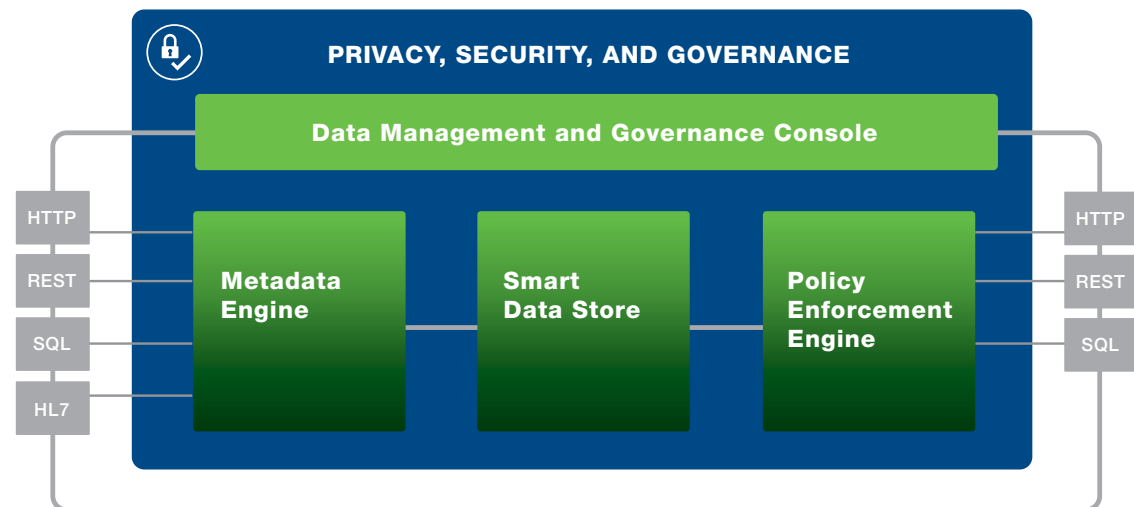 PRIVACY, SECURITY, AND GOVERNANCE
Data Management and Governance Console
HTTP
REST
SQL
HL7
Metadata
Engine
Smart
Data Store
Policy
Enforcement
Engine
HTTP
REST
SQL